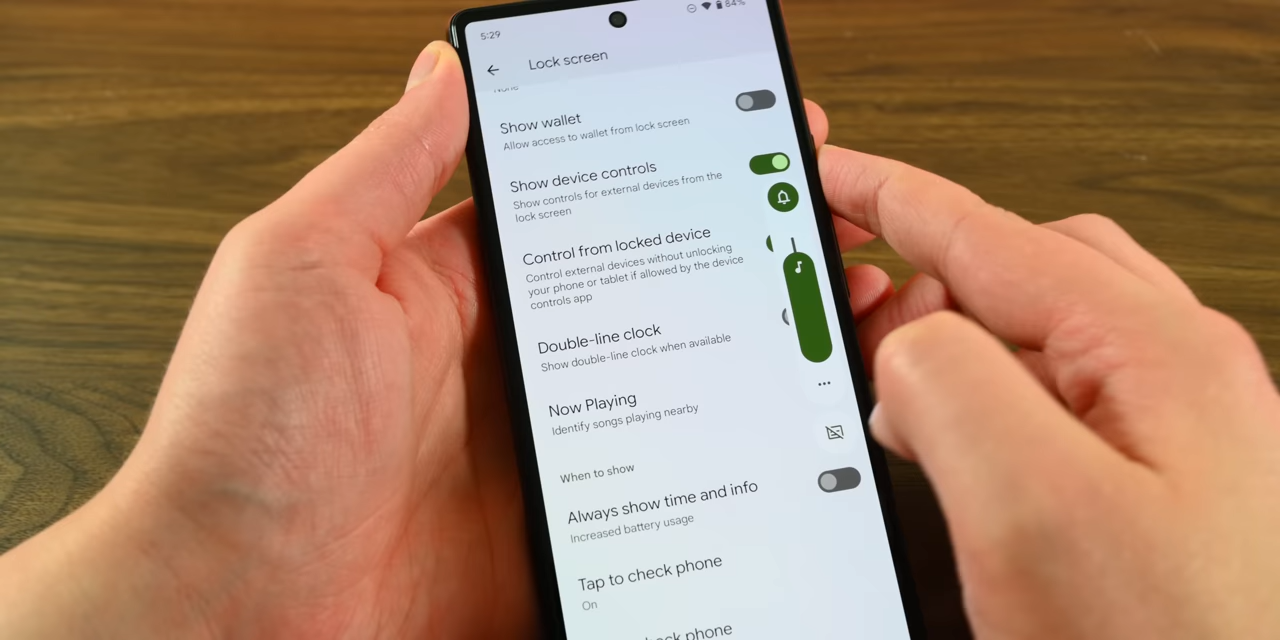 5:29
84%
Lock screen
None
Show wallet
Allow access to wallet from lock screen
Show device controls
Show controls for external devices from the
lock screen
Control from locked device
Control external devices without unlocking
your phone or tablet if allowed by the device
controls app
Double-line clock
Show double-line clock when available
Now Playing
Identify songs playing nearby
When to show
Always show time and info
Increased battery usage
Tap to check phone
On
check phone